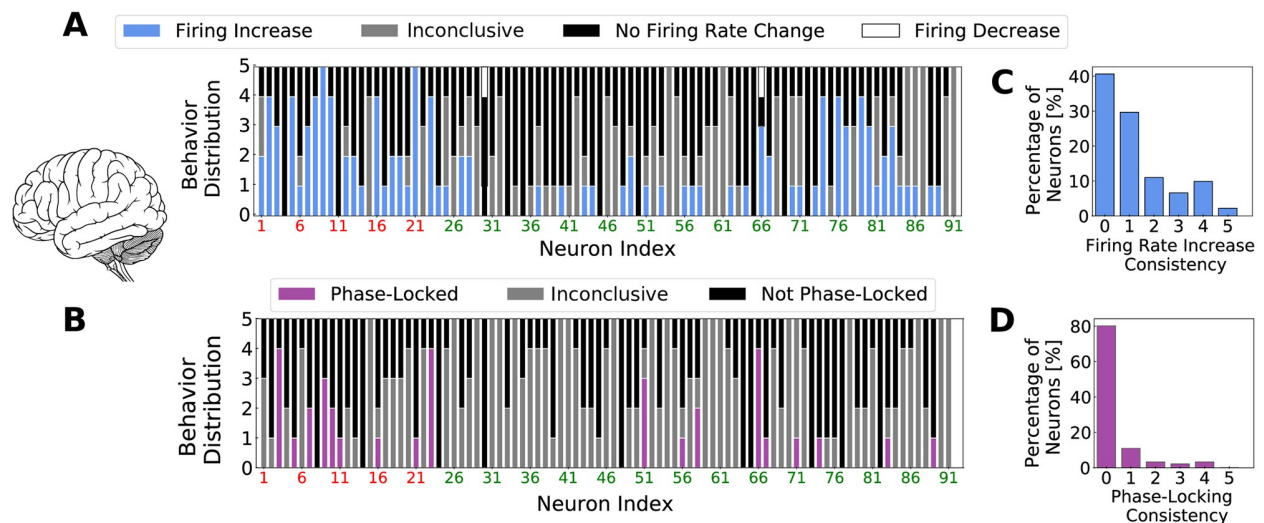 A
Firing Increase Inconclusive No Firing Rate Change Firing Decrease
Behavior
Distribution
5
4
3
2
1
0
1 6 11 16 21 26 31 36 41 46 51 56 61 66 71 76 81 86 91
Neuron Index
C
Percentage of
Neurons [%]
40
30
20
10
0
0 1 2 3 4 5
Firing Rate Increase
Consistency
B
Phase-Locked Inconclusive Not Phase-Locked
Behavior
Distribution
5
4
3
2
1
0
1 6 11 16 21 26 31 36 41 46 51 56 61 66 71 76 81 86 91
Neuron Index
D
Percentage of
Neurons [%]
80
60
40
20
0
0 1 2 3 4 5
Phase-Locking
Consistency